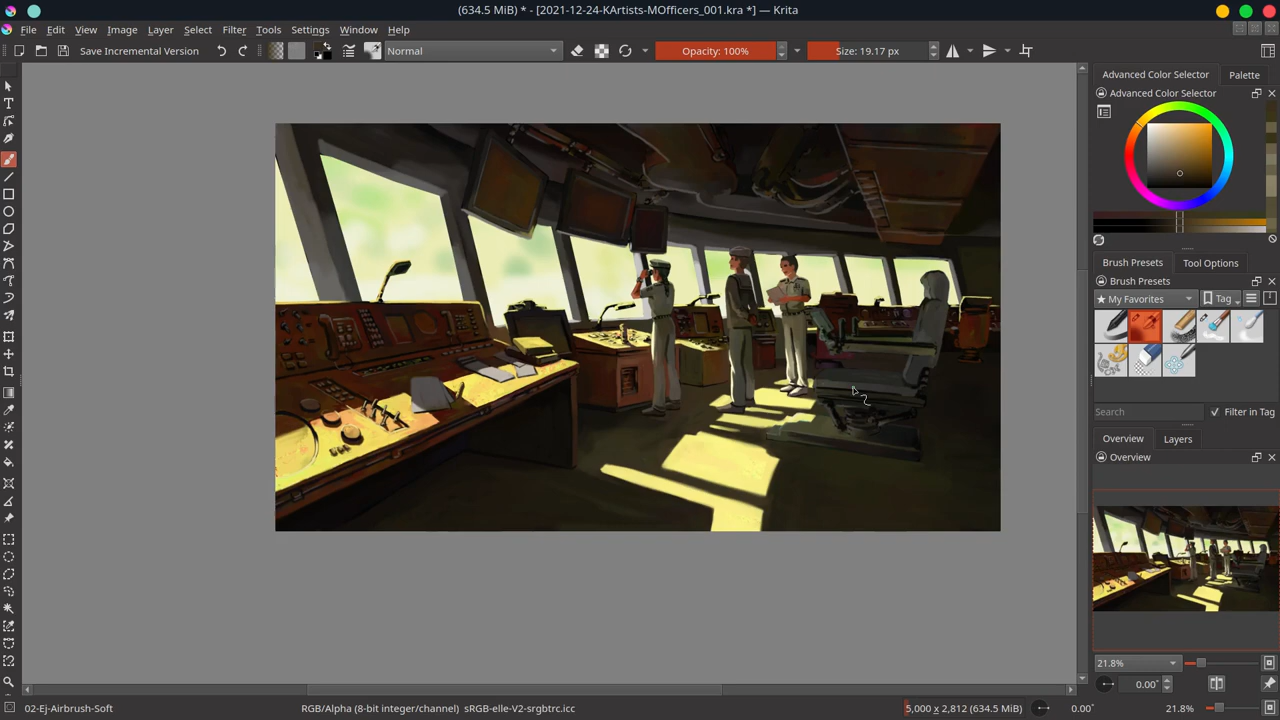 (634.5 MiB) * - [2021-12-24-KArtists-MOfficers_001.kra *] — Krita
File Edit View Image Layer Select Filter Tools Settings Window Help
Save Incremental Version Normal Opacity: 100% Size: 19.17 px
Advanced Color Selector Palette
Advanced Color Selector
Brush Presets Tool Options
Brush Presets
★ My Favorites Tag
Search Filter in Tag
Overview Layers
Overview
21.8%
0.00°
02-Ej-Airbrush-Soft RGB/Alpha (8-bit integer/channel) sRGB-elle-V2-srgbtrc.icc 5,000 x 2,812 (634.5 MiB) 0.00° 21.8%